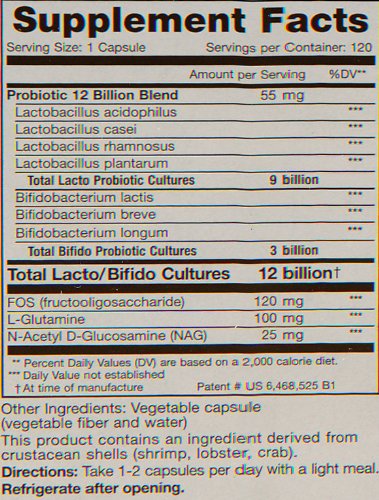 Supplement Facts
Serving Size: 1 Capsule Servings per Container: 120
Amount per Serving %DV**
Probiotic 12 Billion Blend 55 mg
Lactobacillus acidophilus ***
Lactobacillus casei ***
Lactobacillus rhamnosus ***
Lactobacillus plantarum ***
Total Lacto Probiotic Cultures 9 billion
Bifidobacterium lactis ***
Bifidobacterium breve ***
Bifidobacterium longum ***
Total Bifido Probiotic Cultures 3 billion
Total Lacto/Bifido Cultures 12 billion†
FOS (fructooligosaccharide) 120 mg ***
L-Glutamine 100 mg ***
N-Acetyl D-Glucosamine (NAG) 25 mg ***
** Percent Daily Values (DV) are based on a 2,000 calorie diet.
*** Daily Value not established
† At time of manufacture Patent # US 6,468,525 B1
Other Ingredients: Vegetable capsule
(vegetable fiber and water)
This product contains an ingredient derived from
crustacean shells (shrimp, lobster, crab).
Directions: Take 1-2 capsules per day with a light meal.
Refrigerate after opening.